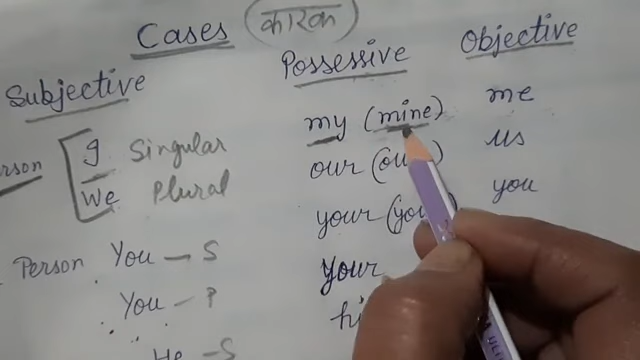 Cases (कारक)
Subjective Possessive Objective
my (mine) me
Person I Singular
our us
We Plural
your you
Person You - S
your
You - P
He - S